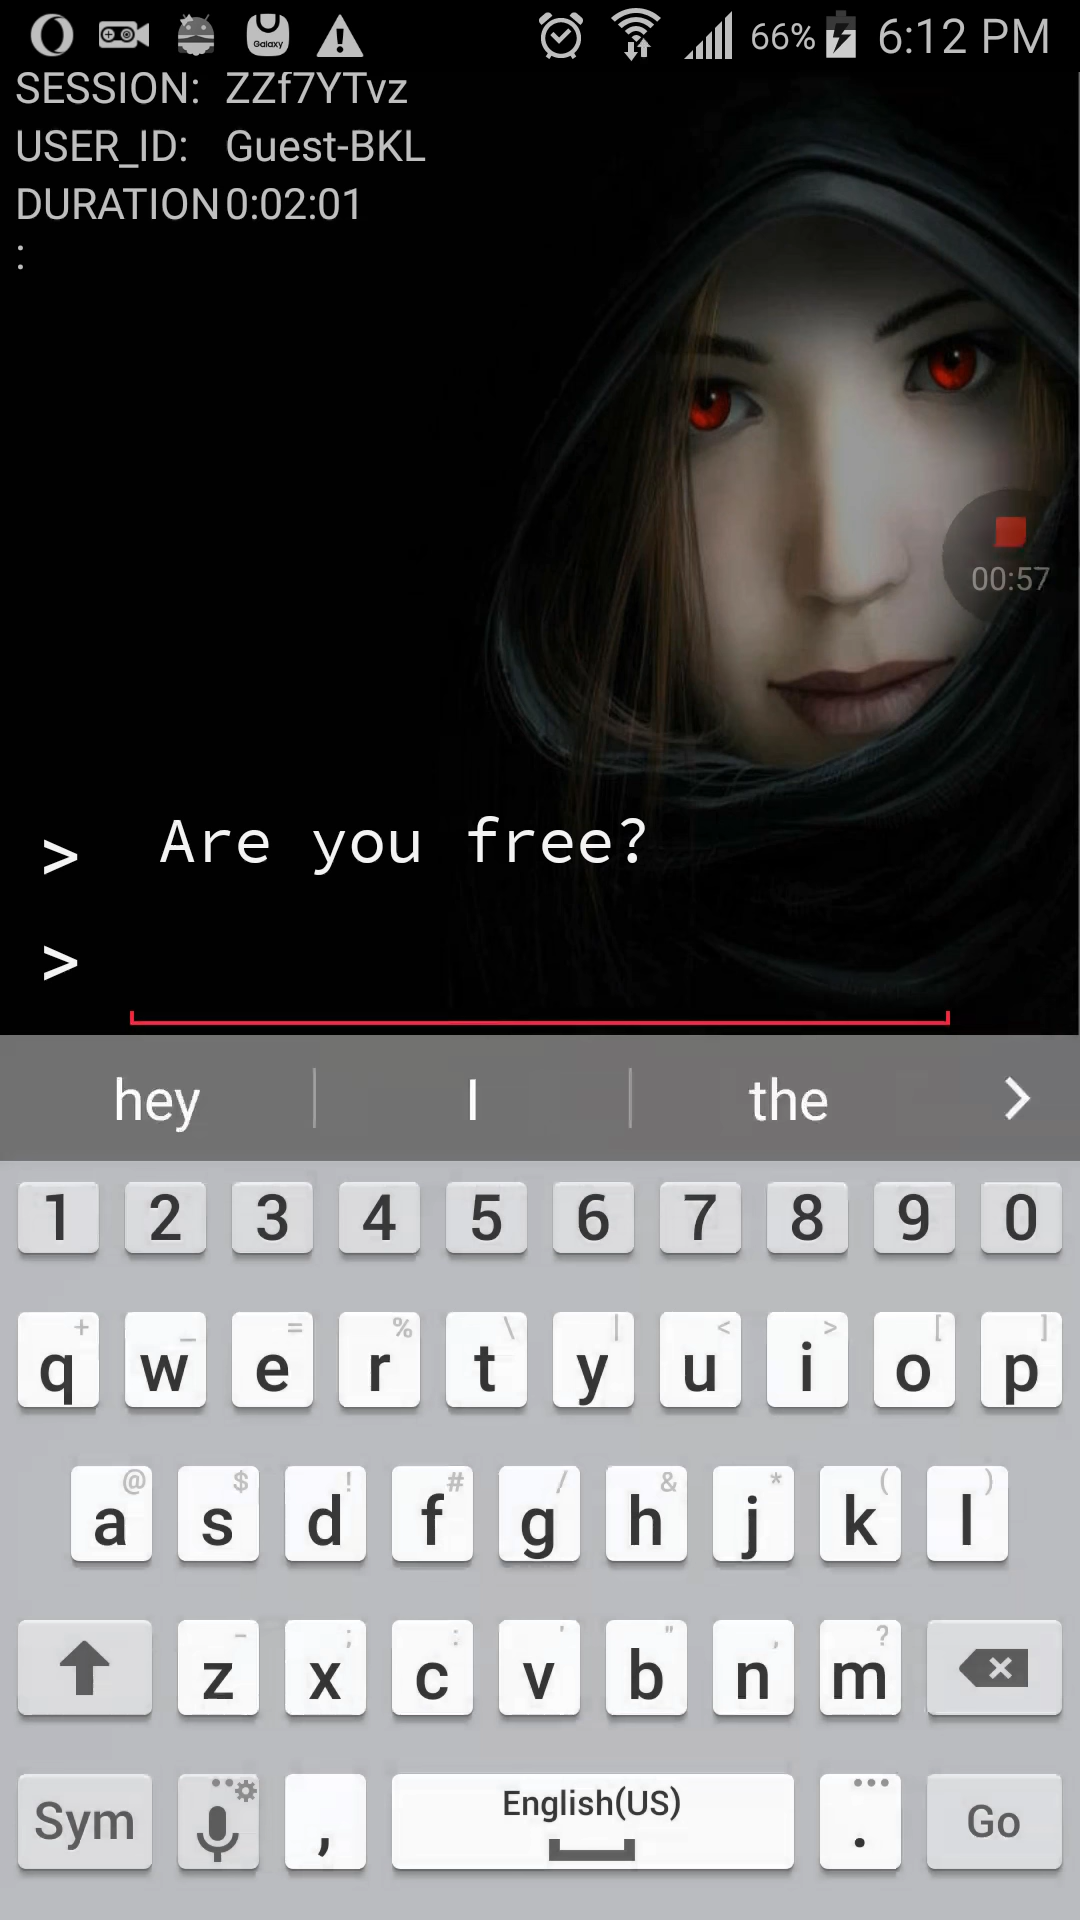 Galaxy 66% 6:12 PM
SESSION: ZZf7YTvz
USER_ID: Guest-BKL
DURATION 0:02:01
:
00:57
> Are you free?
>
hey I the >
1 2 3 4 5 6 7 8 9 0
+ _ = % \ | < > [ ]
q w e r t y u i o p
@ $ ! # / & * ( )
a s d f g h j k l
- ; : ' " , ?
z x c v b n m
Sym , English(US) . Go